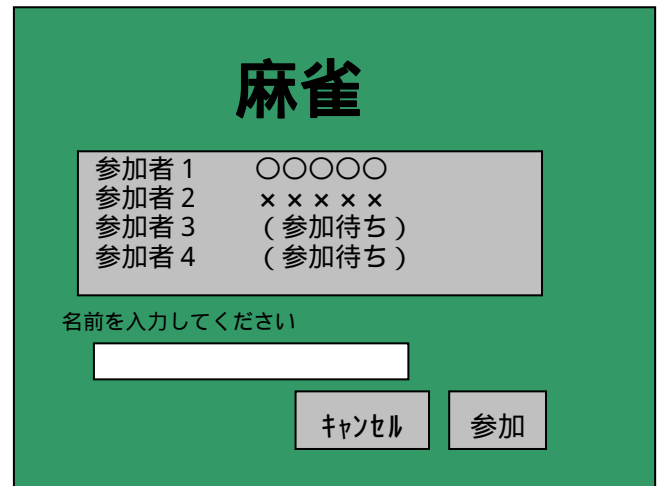 麻雀
参加者1 ○○○○○
参加者2 ×××××
参加者3 (参加待ち)
参加者4 (参加待ち)
名前を入力してください
ｷｬﾝｾﾙ 参加